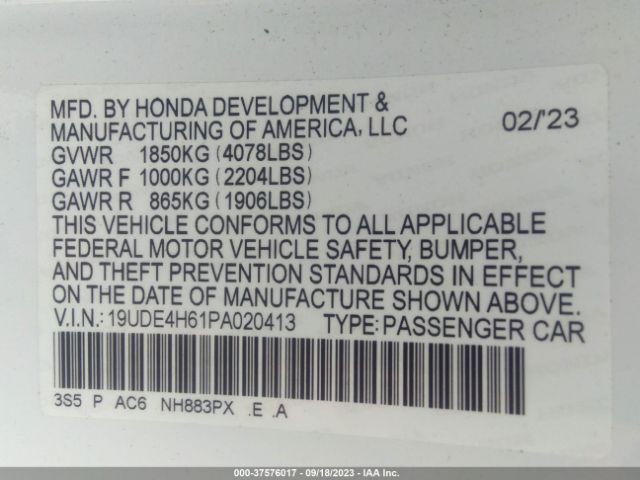 MFD. BY HONDA DEVELOPMENT &
MANUFACTURING OF AMERICA, LLC 02/'23
GVWR 1850KG (4078LBS)
GAWR F 1000KG (2204LBS)
GAWR R 865KG (1906LBS)
THIS VEHICLE CONFORMS TO ALL APPLICABLE
FEDERAL MOTOR VEHICLE SAFETY, BUMPER,
AND THEFT PREVENTION STANDARDS IN EFFECT
ON THE DATE OF MANUFACTURE SHOWN ABOVE.
V.I.N.: 19UDE4H61PA020413 TYPE: PASSENGER CAR
3S5 P AC6 NH883PX .E .A
000-37576017 - 09/18/2023 - IAA Inc.